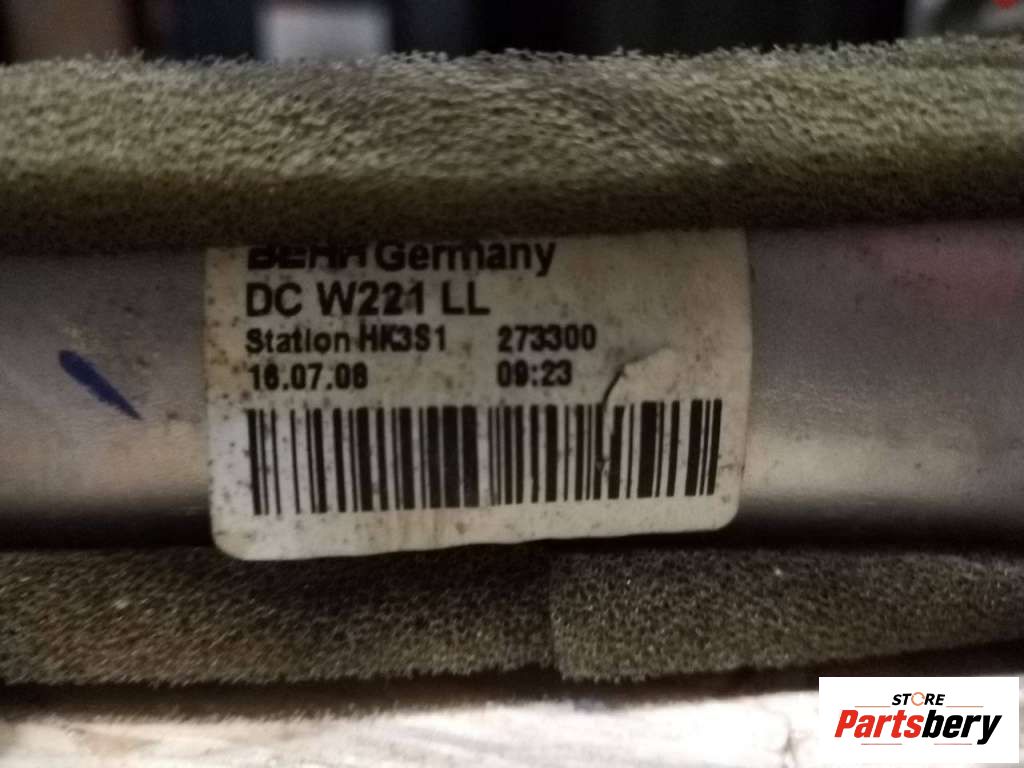 BEHR Germany
DC W221 LL
Station HK3S1 273300
16.07.08 09:23
STORE
Partsbery